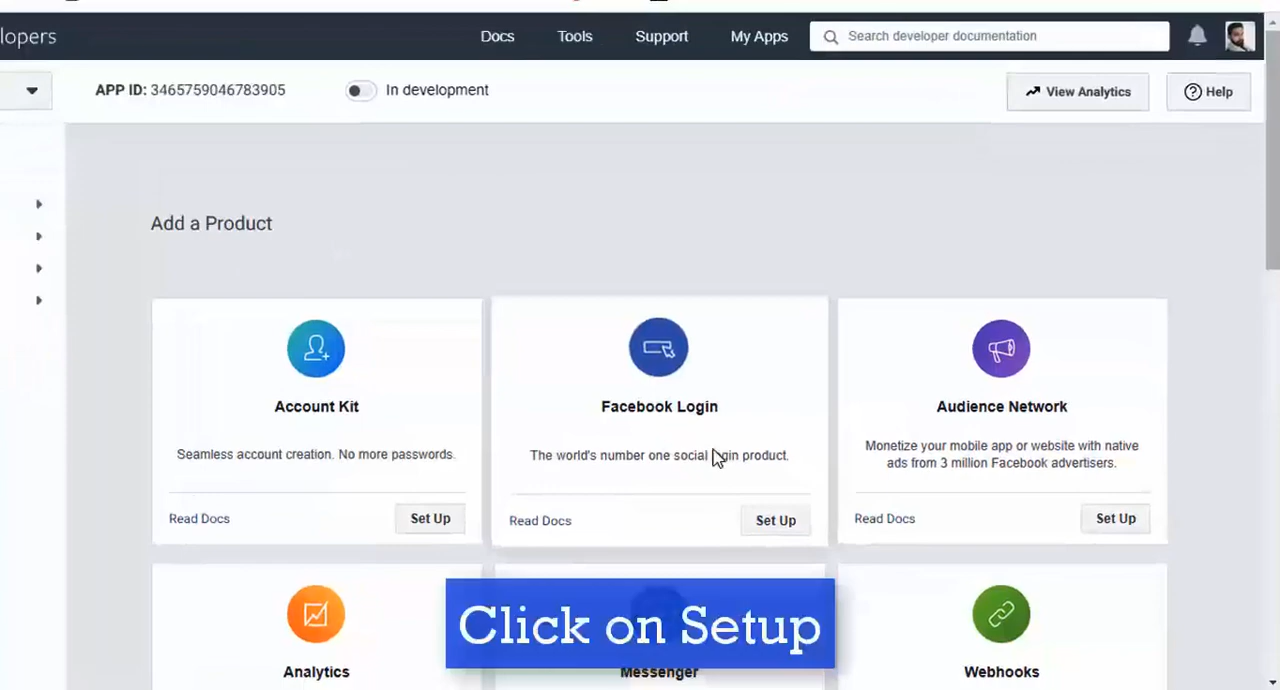 lopers
Docs
Tools
Support
My Apps
Search developer documentation
APP ID: 3465759046783905
In development
View Analytics
Help
Add a Product
Account Kit
Seamless account creation. No more passwords.
Read Docs
Set Up
Facebook Login
The world's number one social login product.
Read Docs
Set Up
Audience Network
Monetize your mobile app or website with native
ads from 3 million Facebook advertisers.
Read Docs
Set Up
Analytics
Messenger
Webhooks
Click on Setup